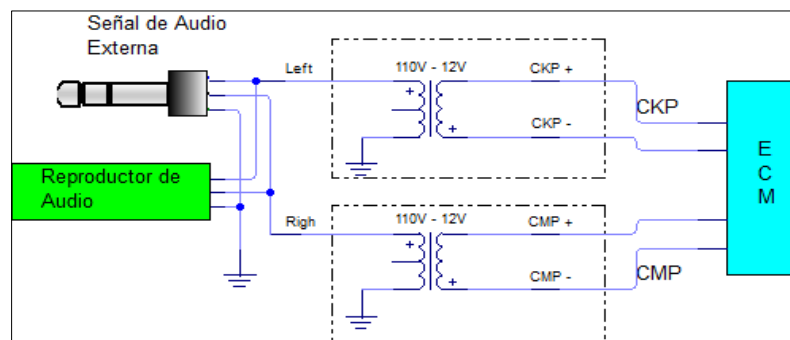 Señal de Audio
Externa
Left
110V - 12V
CKP +
CKP -
CKP
E
C
M
Reproductor de
Audio
Righ
110V - 12V
CMP +
CMP -
CMP